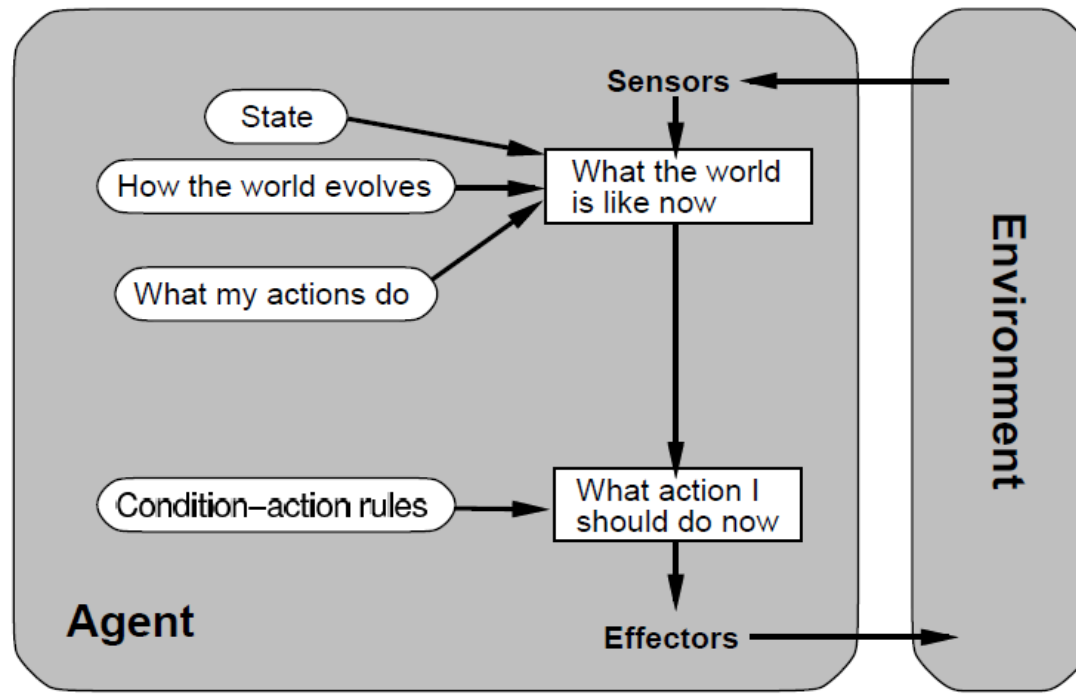 Sensors
State
How the world evolves
What the world
is like now
What my actions do
Environment
Condition–action rules
What action I
should do now
Agent
Effectors